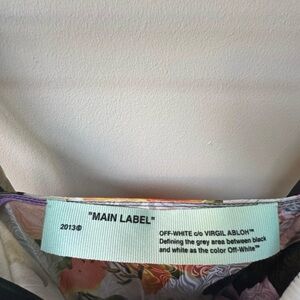 "MAIN LABEL"
2013©
OFF-WHITE c/o VIRGIL ABLOH™
Defining the grey area between black
and white as the color Off-White™